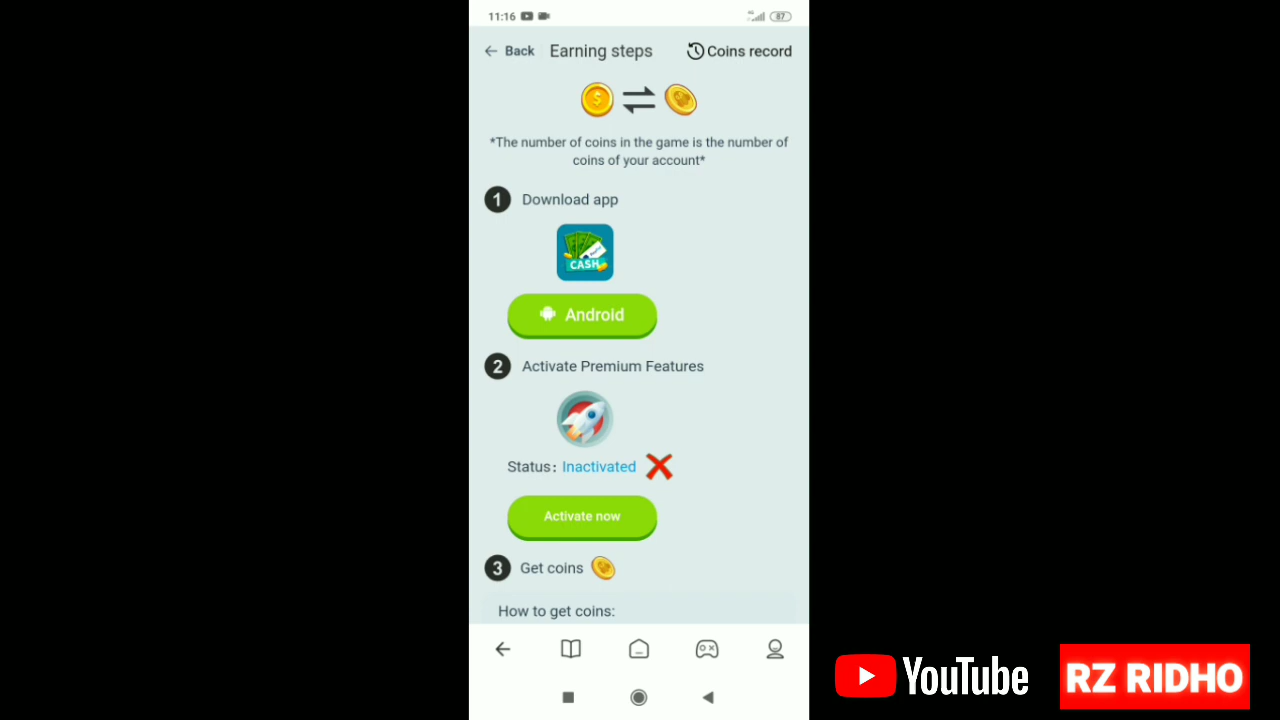 11:16
4G
87
Back
Earning steps
Coins record
$
*The number of coins in the game is the number
of coins of your account*
1 Download app
CASH
Android
2 Activate Premium Features
Status: Inactivated
Activate now
3 Get coins
How to get coins:
YouTube
RZ RIDHO